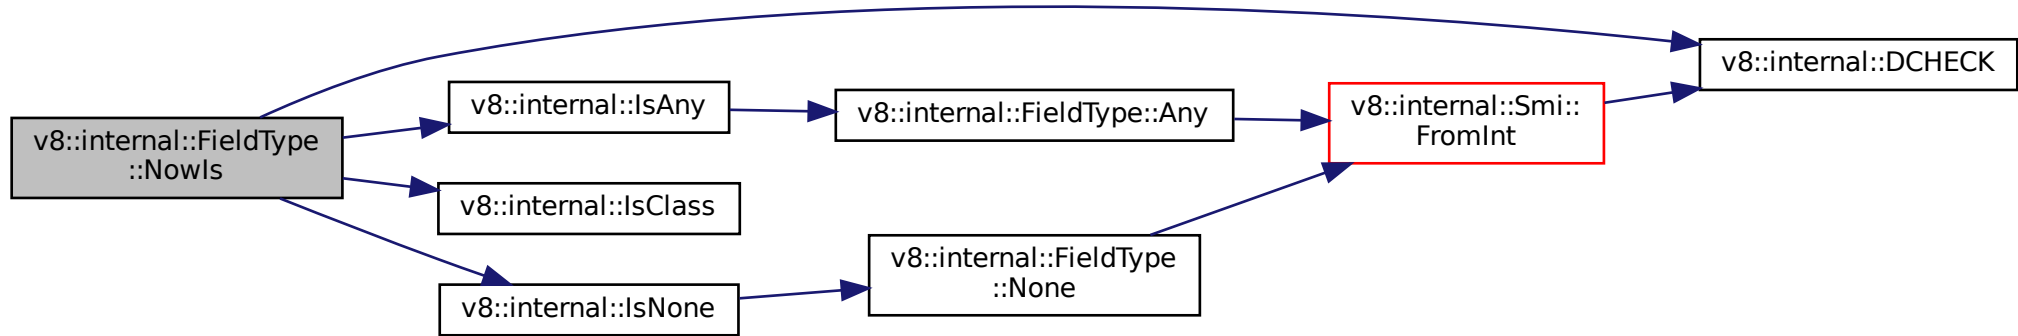 v8::internal::FieldType
::NowIs
v8::internal::IsAny
v8::internal::IsClass
v8::internal::IsNone
v8::internal::FieldType::Any
v8::internal::FieldType
::None
v8::internal::Smi::
FromInt
v8::internal::DCHECK